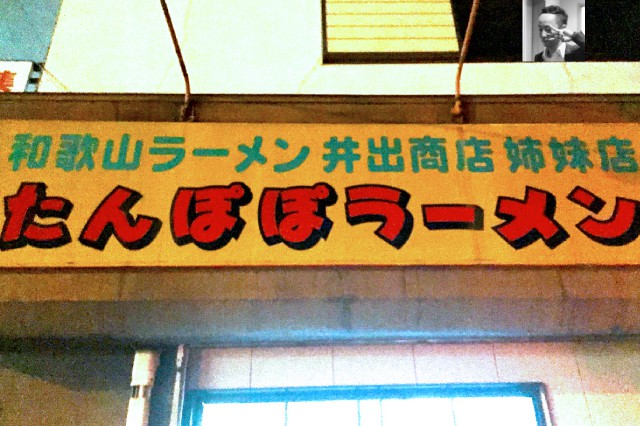 和歌山ラーメン 井出商店 姉妹店
たんぽぽラーメン